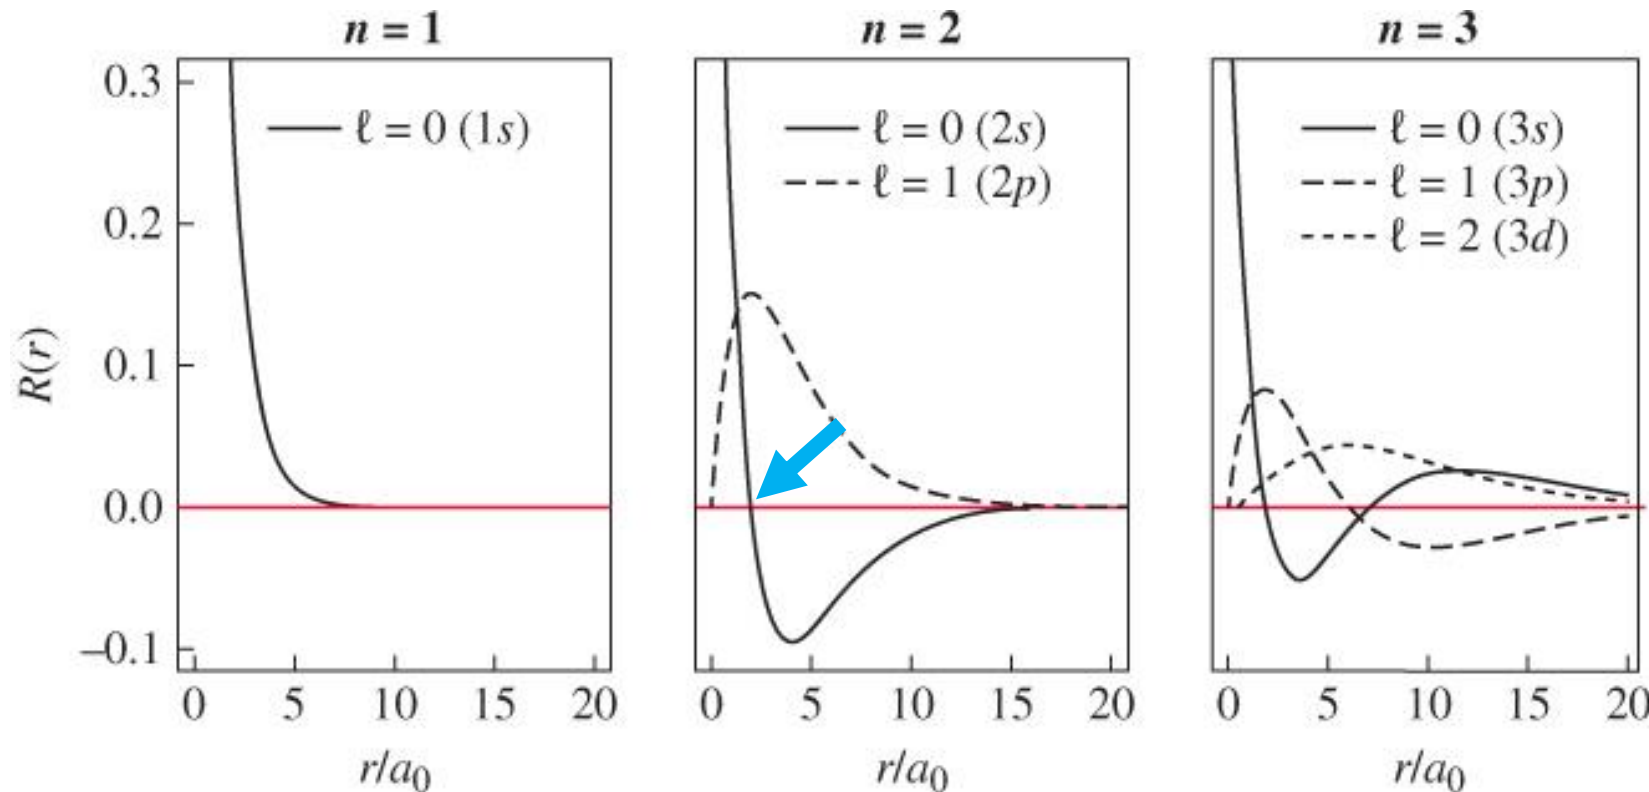 n = 1
n = 2
n = 3
0.3
0.2
0.1
0.0
–0.1
R(r)
ℓ = 0 (1s)
0 5 10 15 20
r/a₀
ℓ = 0 (2s)
ℓ = 1 (2p)
0 5 10 15 20
r/a₀
ℓ = 0 (3s)
ℓ = 1 (3p)
ℓ = 2 (3d)
0 5 10 15 20
r/a₀